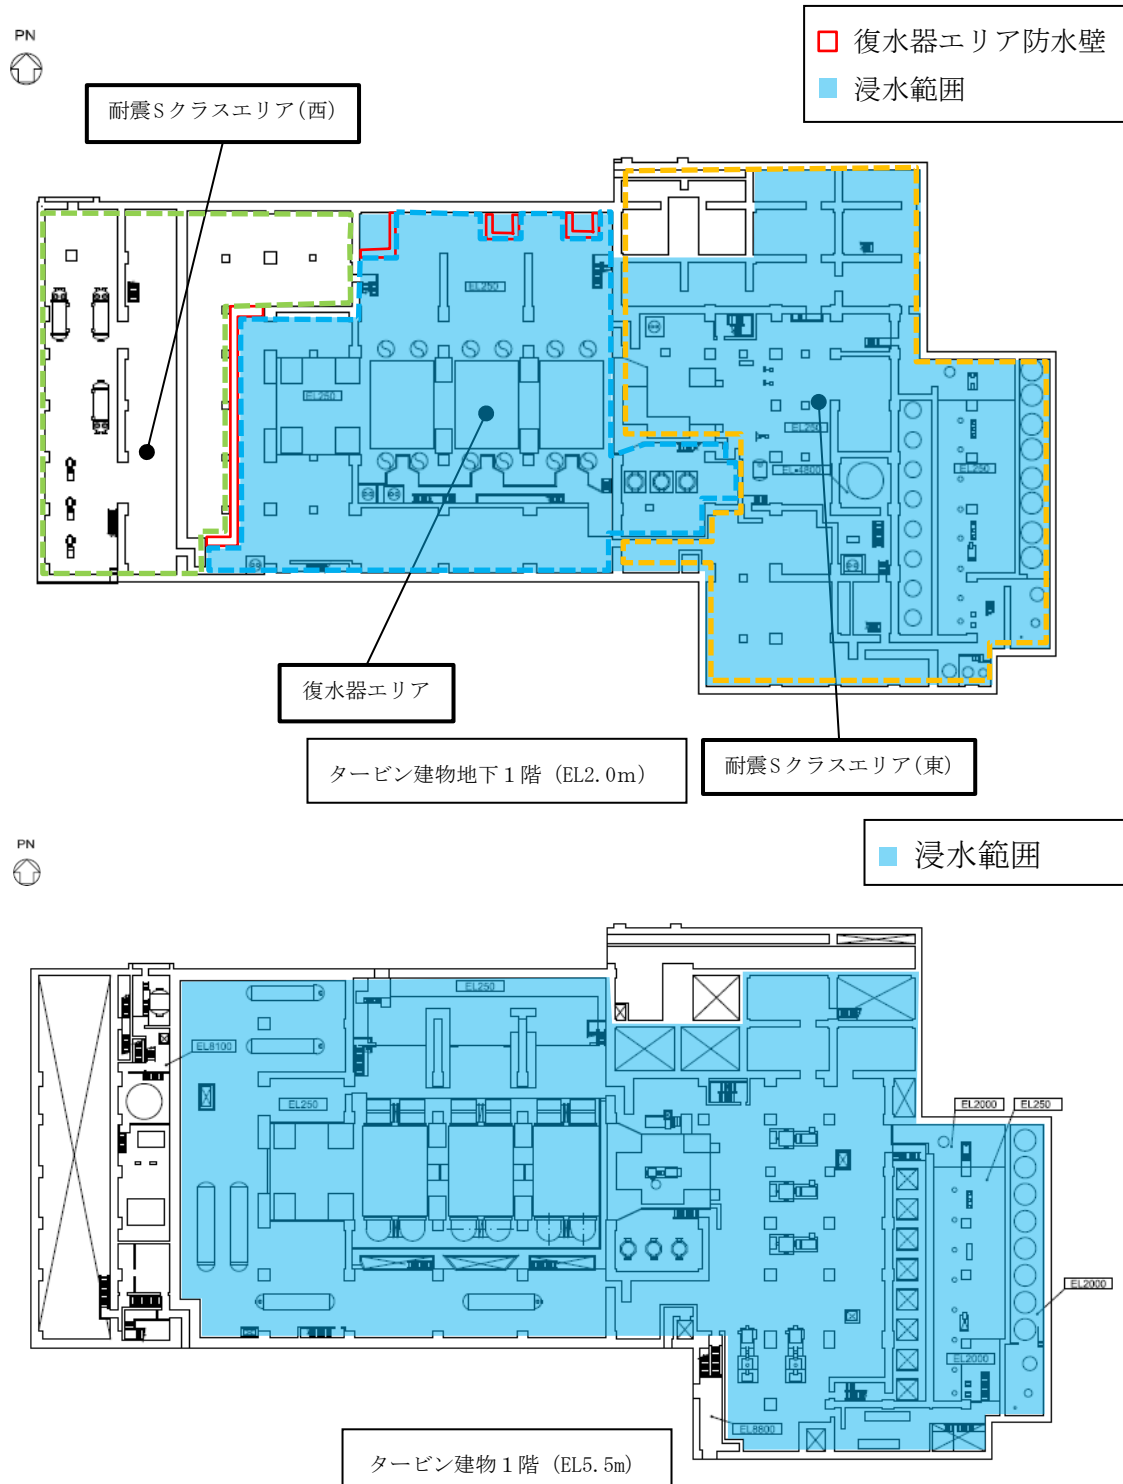 PN
復水器エリア防水壁
浸水範囲
耐震Sクラスエリア(西)
EL250
EL250
EL250
EL-4800
EL250
復水器エリア
耐震Sクラスエリア(東)
タービン建物地下1階 (EL2.0m)
PN
浸水範囲
EL250
EL8100
EL250
EL2000
EL250
EL2000
EL2000
EL8800
タービン建物1階 (EL5.5m)